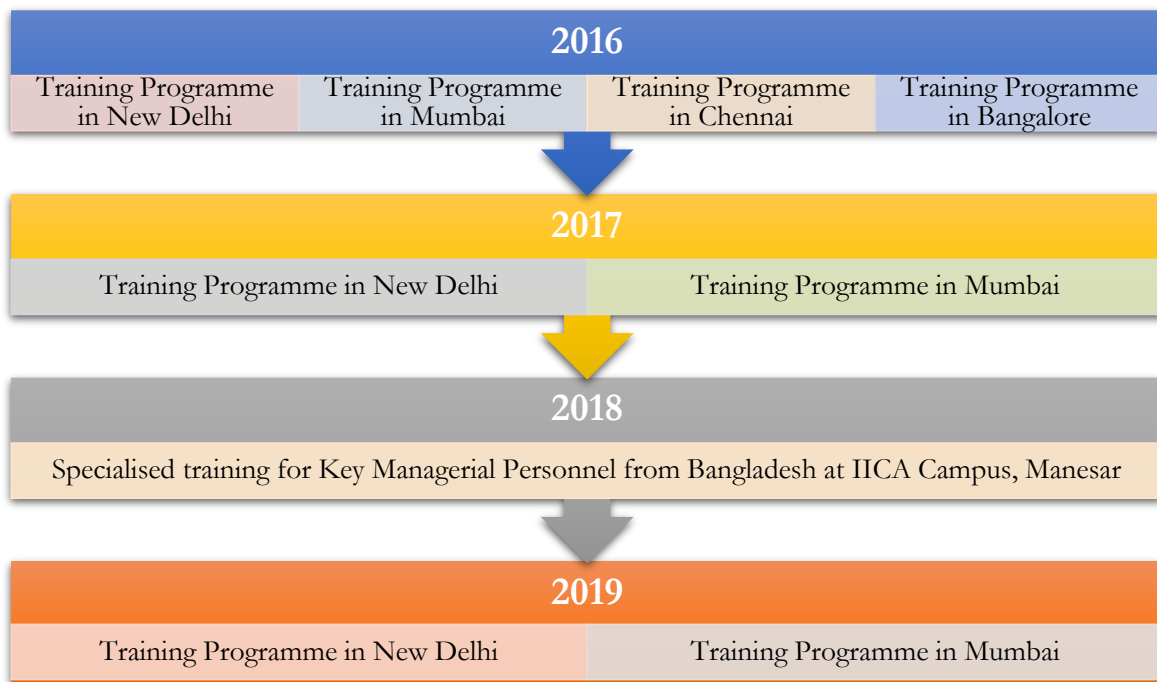 2016
Training Programme
in New Delhi
Training Programme
in Mumbai
Training Programme
in Chennai
Training Programme
in Bangalore
2017
Training Programme in New Delhi
Training Programme in Mumbai
2018
Specialised training for Key Managerial Personnel from Bangladesh at IICA Campus, Manesar
2019
Training Programme in New Delhi
Training Programme in Mumbai